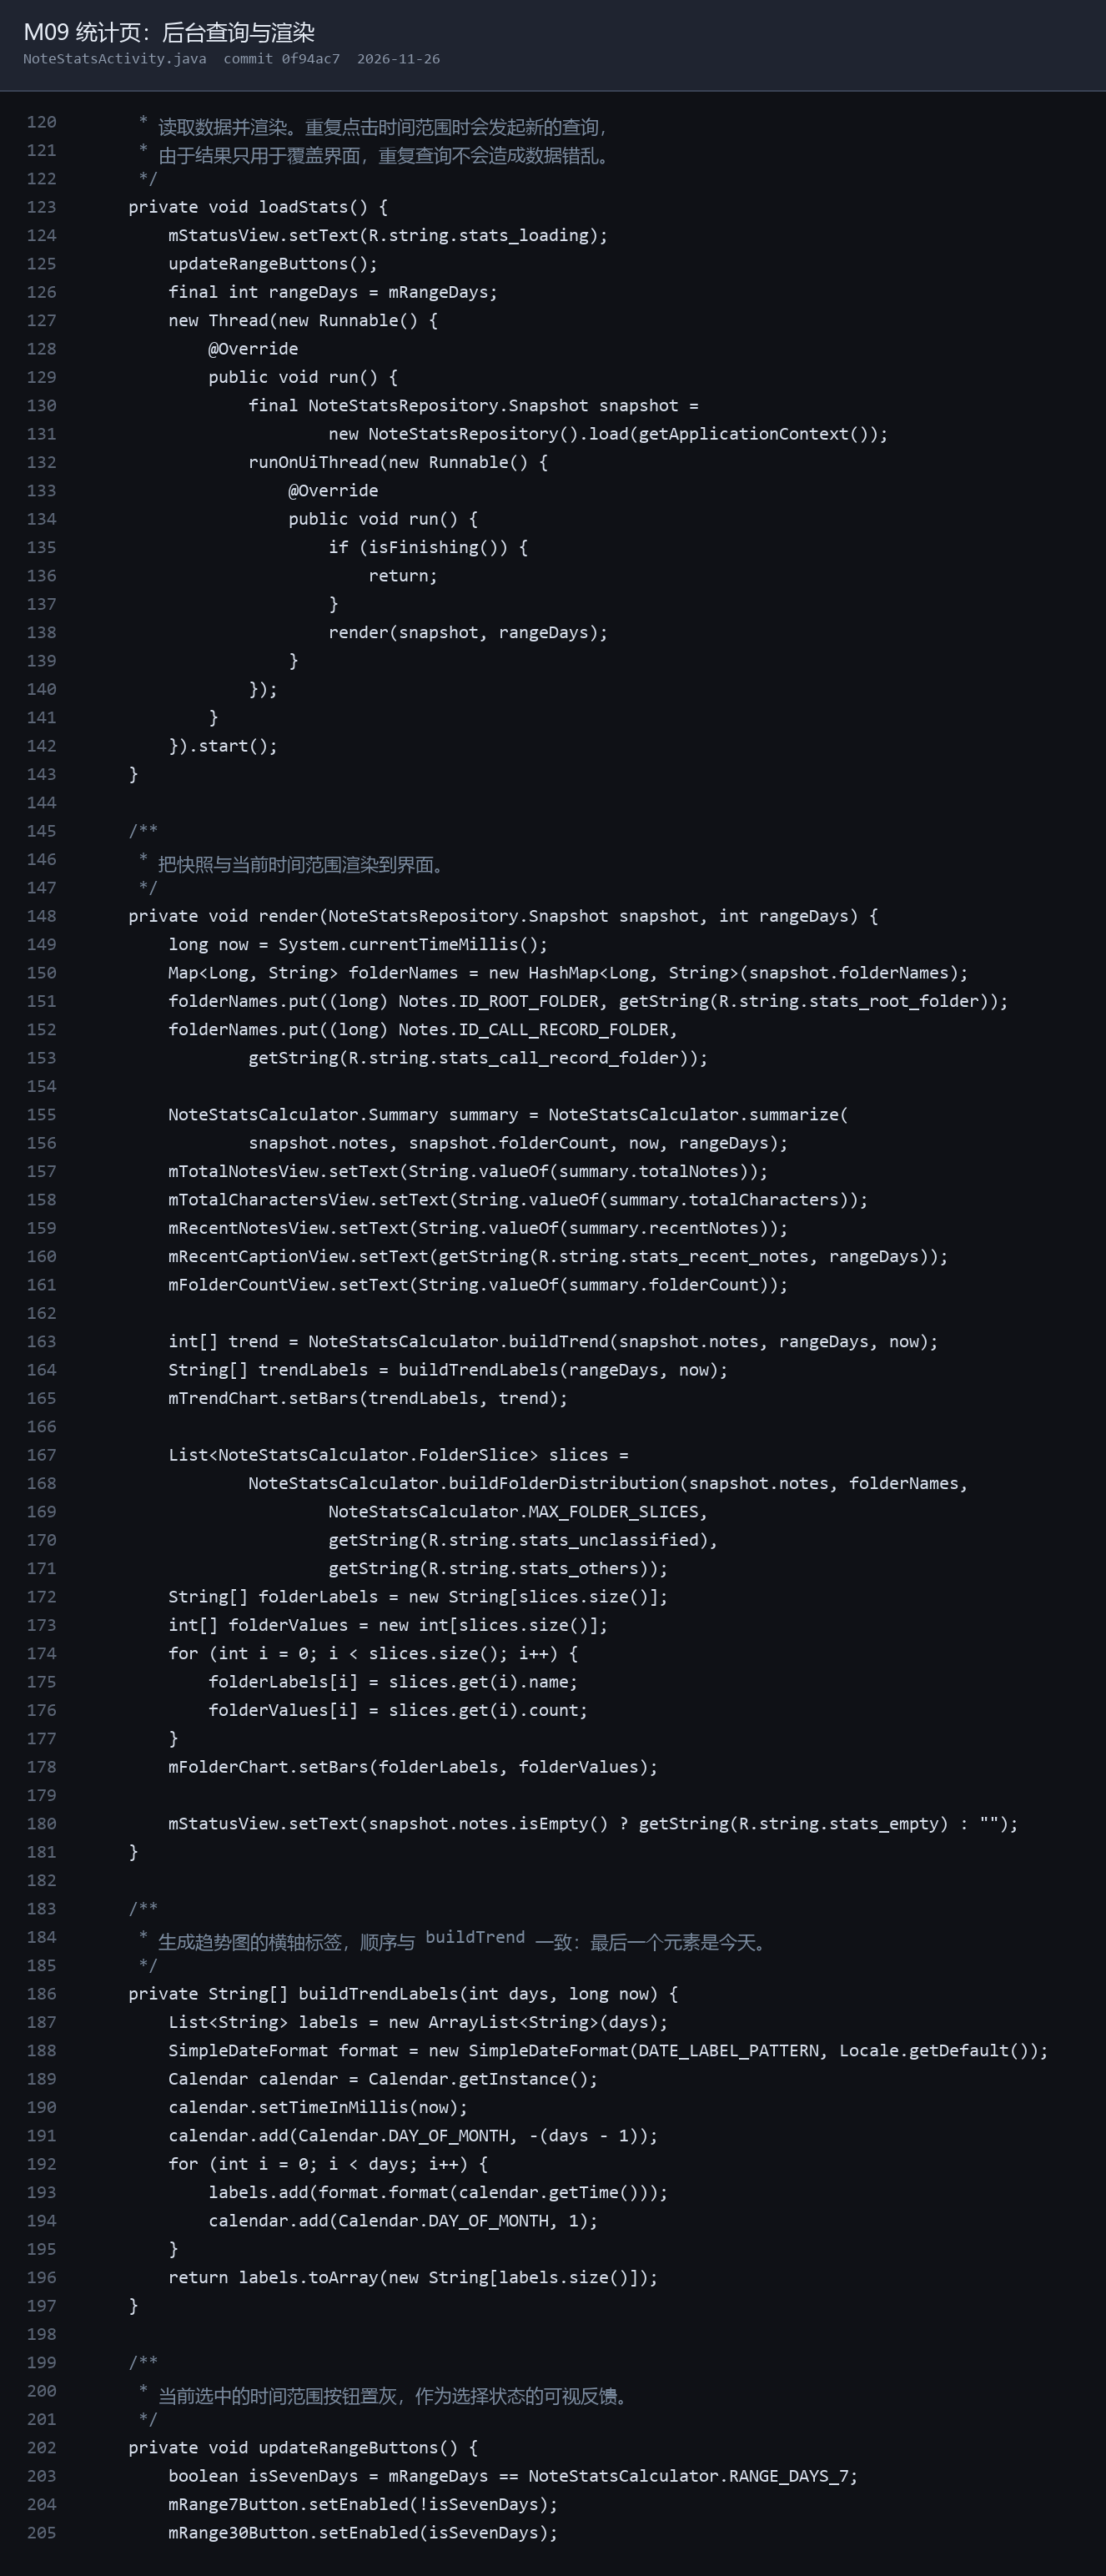 M09 统计页：后台查询与渲染
NoteStatsActivity.java  commit 0f94ac7  2026-11-26
120         * 读取数据并渲染。重复点击时间范围时会发起新的查询，
121         * 由于结果只用于覆盖界面，重复查询不会造成数据错乱。
122         */
123        private void loadStats() {
124            mStatusView.setText(R.string.stats_loading);
125            updateRangeButtons();
126            final int rangeDays = mRangeDays;
127            new Thread(new Runnable() {
128                @Override
129                public void run() {
130                    final NoteStatsRepository.Snapshot snapshot =
131                            new NoteStatsRepository().load(getApplicationContext());
132                    runOnUiThread(new Runnable() {
133                        @Override
134                        public void run() {
135                            if (isFinishing()) {
136                                return;
137                            }
138                            render(snapshot, rangeDays);
139                        }
140                    });
141                }
142            }).start();
143        }
144
145        /**
146         * 把快照与当前时间范围渲染到界面。
147         */
148        private void render(NoteStatsRepository.Snapshot snapshot, int rangeDays) {
149            long now = System.currentTimeMillis();
150            Map<Long, String> folderNames = new HashMap<Long, String>(snapshot.folderNames);
151            folderNames.put((long) Notes.ID_ROOT_FOLDER, getString(R.string.stats_root_folder));
152            folderNames.put((long) Notes.ID_CALL_RECORD_FOLDER,
153                    getString(R.string.stats_call_record_folder));
154
155            NoteStatsCalculator.Summary summary = NoteStatsCalculator.summarize(
156                    snapshot.notes, snapshot.folderCount, now, rangeDays);
157            mTotalNotesView.setText(String.valueOf(summary.totalNotes));
158            mTotalCharactersView.setText(String.valueOf(summary.totalCharacters));
159            mRecentNotesView.setText(String.valueOf(summary.recentNotes));
160            mRecentCaptionView.setText(getString(R.string.stats_recent_notes, rangeDays));
161            mFolderCountView.setText(String.valueOf(summary.folderCount));
162
163            int[] trend = NoteStatsCalculator.buildTrend(snapshot.notes, rangeDays, now);
164            String[] trendLabels = buildTrendLabels(rangeDays, now);
165            mTrendChart.setBars(trendLabels, trend);
166
167            List<NoteStatsCalculator.FolderSlice> slices =
168                    NoteStatsCalculator.buildFolderDistribution(snapshot.notes, folderNames,
169                            NoteStatsCalculator.MAX_FOLDER_SLICES,
170                            getString(R.string.stats_unclassified),
171                            getString(R.string.stats_others));
172            String[] folderLabels = new String[slices.size()];
173            int[] folderValues = new int[slices.size()];
174            for (int i = 0; i < slices.size(); i++) {
175                folderLabels[i] = slices.get(i).name;
176                folderValues[i] = slices.get(i).count;
177            }
178            mFolderChart.setBars(folderLabels, folderValues);
179
180            mStatusView.setText(snapshot.notes.isEmpty() ? getString(R.string.stats_empty) : "");
181        }
182
183        /**
184         * 生成趋势图的横轴标签，顺序与 buildTrend 一致：最后一个元素是今天。
185         */
186        private String[] buildTrendLabels(int days, long now) {
187            List<String> labels = new ArrayList<String>(days);
188            SimpleDateFormat format = new SimpleDateFormat(DATE_LABEL_PATTERN, Locale.getDefault());
189            Calendar calendar = Calendar.getInstance();
190            calendar.setTimeInMillis(now);
191            calendar.add(Calendar.DAY_OF_MONTH, -(days - 1));
192            for (int i = 0; i < days; i++) {
193                labels.add(format.format(calendar.getTime()));
194                calendar.add(Calendar.DAY_OF_MONTH, 1);
195            }
196            return labels.toArray(new String[labels.size()]);
197        }
198
199        /**
200         * 当前选中的时间范围按钮置灰，作为选择状态的可视反馈。
201         */
202        private void updateRangeButtons() {
203            boolean isSevenDays = mRangeDays == NoteStatsCalculator.RANGE_DAYS_7;
204            mRange7Button.setEnabled(!isSevenDays);
205            mRange30Button.setEnabled(isSevenDays);